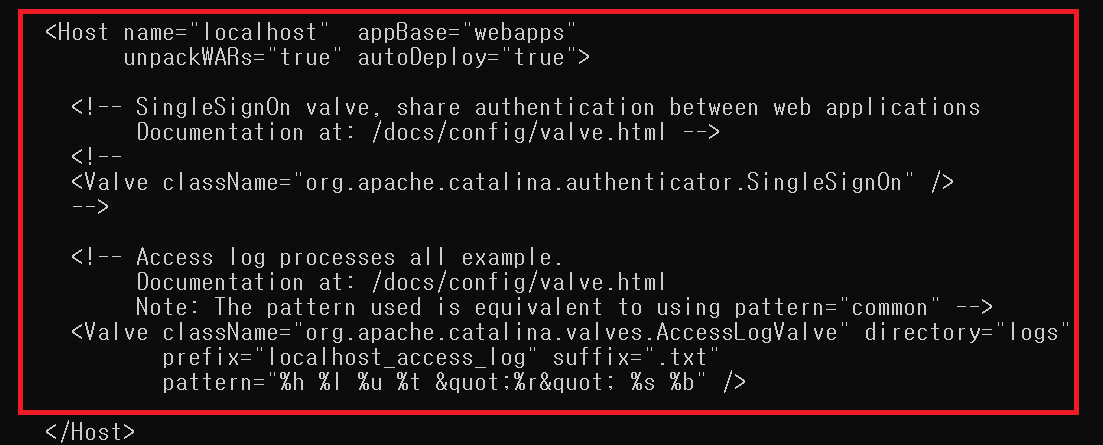 <Host name="localhost"  appBase="webapps"
      unpackWARs="true" autoDeploy="true">
  <!-- SingleSignOn valve, share authentication between web applications
       Documentation at: /docs/config/valve.html -->
  <!--
  <Valve className="org.apache.catalina.authenticator.SingleSignOn" />
  -->
  <!-- Access log processes all example.
       Documentation at: /docs/config/valve.html
       Note: The pattern used is equivalent to using pattern="common" -->
  <Valve className="org.apache.catalina.valves.AccessLogValve" directory="logs"
         prefix="localhost_access_log" suffix=".txt"
         pattern="%h %l %u %t &quot;%r&quot; %s %b" />
</Host>